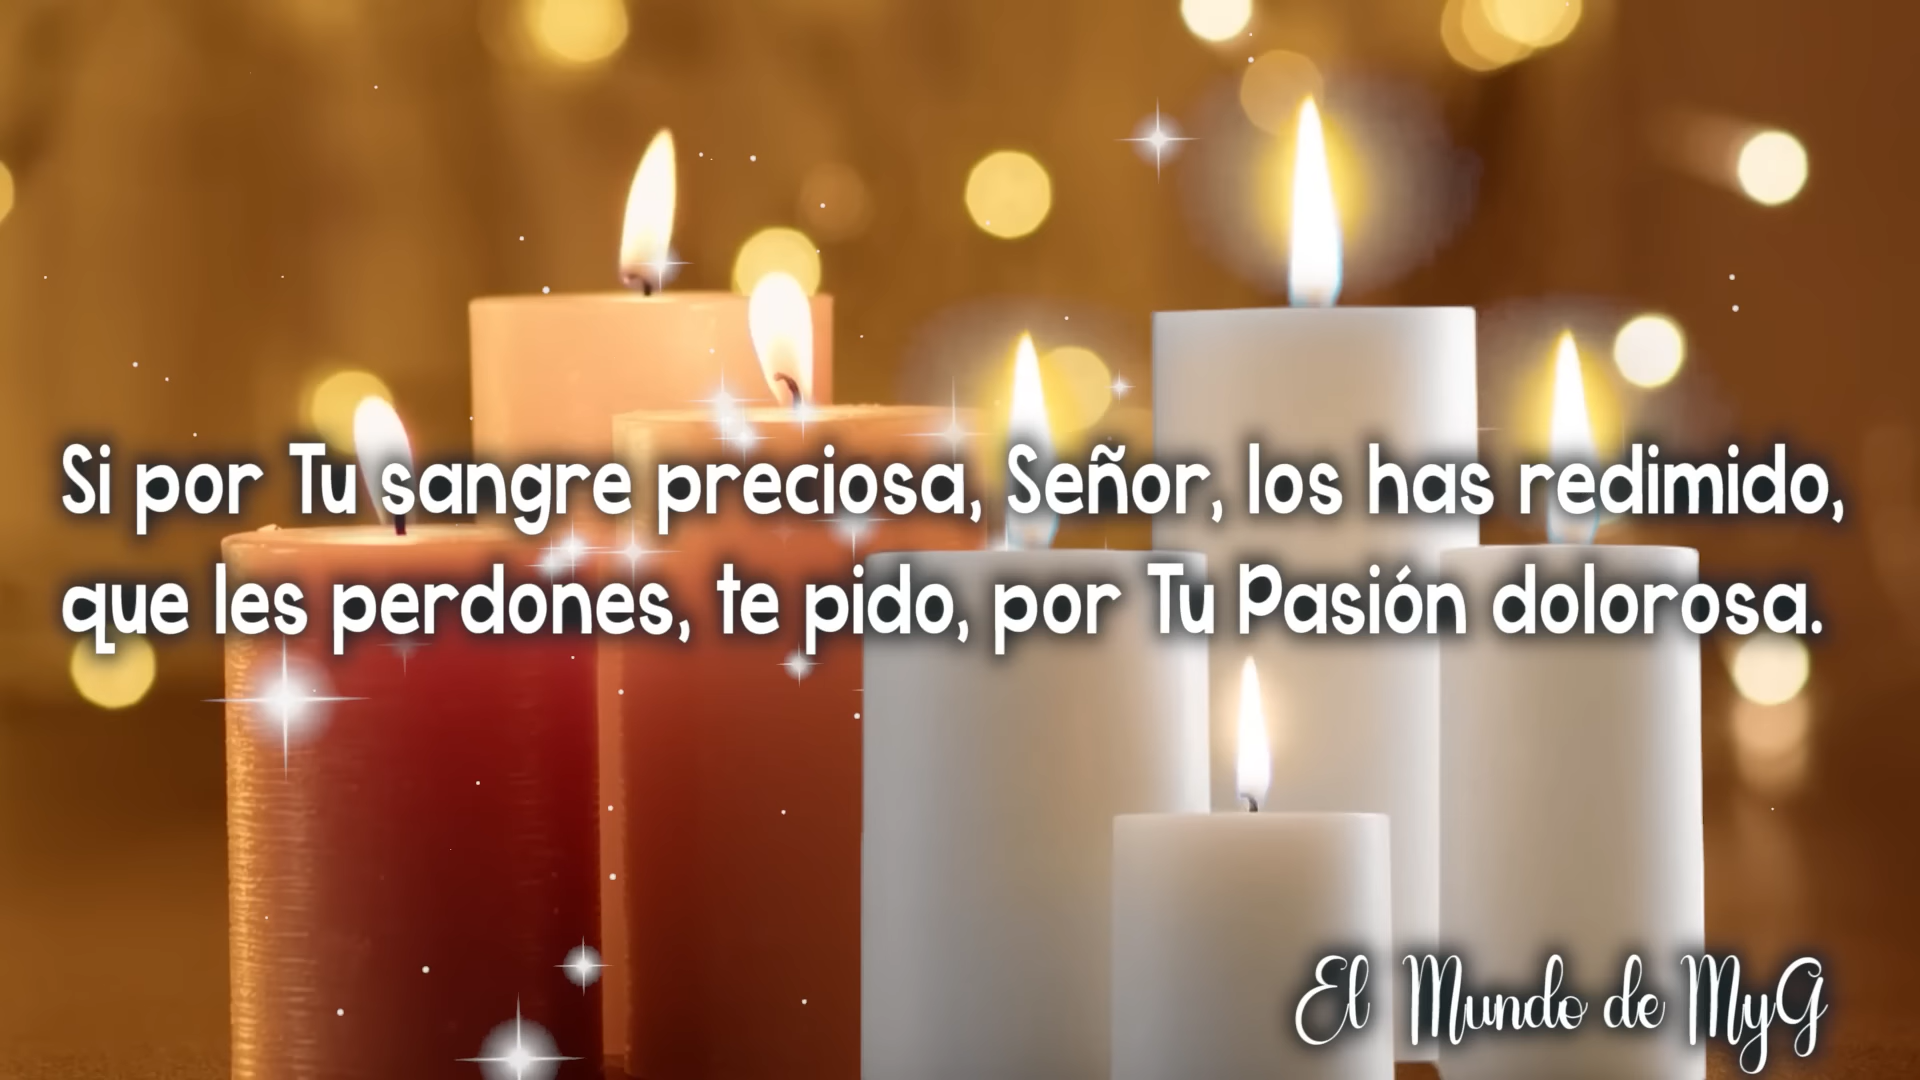 Si por Tu sangre preciosa, Señor, los has redimido,
que les perdones, te pido, por Tu Pasión dolorosa.
El Mundo de MyG